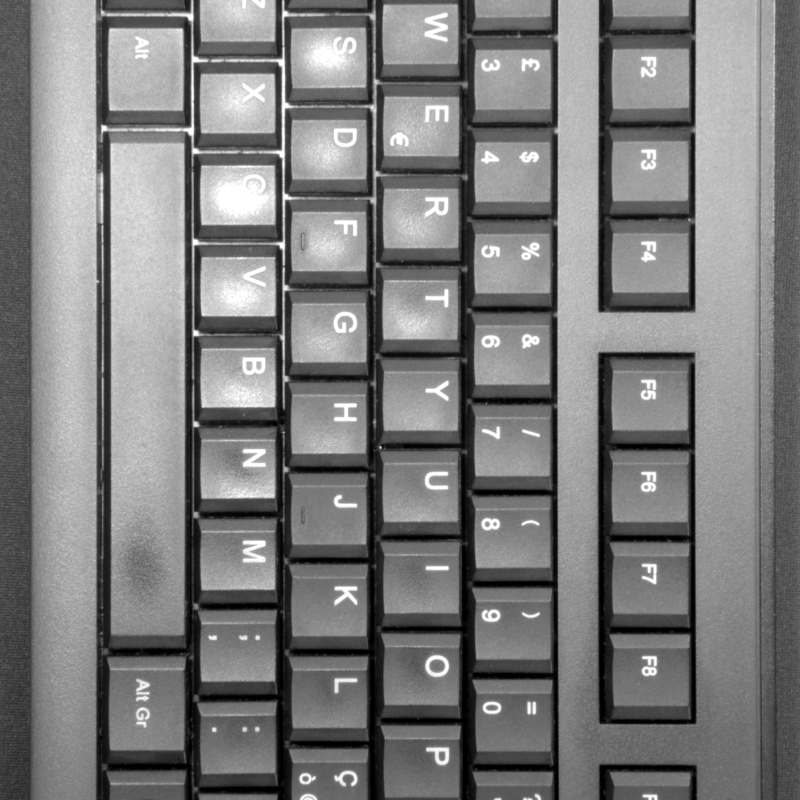 F2 F3 F4 F5 F6 F7 F8
£ $ % & / ( ) =
3 4 5 6 7 8 9 0
W E R T Y U I O P
€
S D F G H J K L ç
ò
Z X C V B N M ; :
, .
Alt Alt Gr